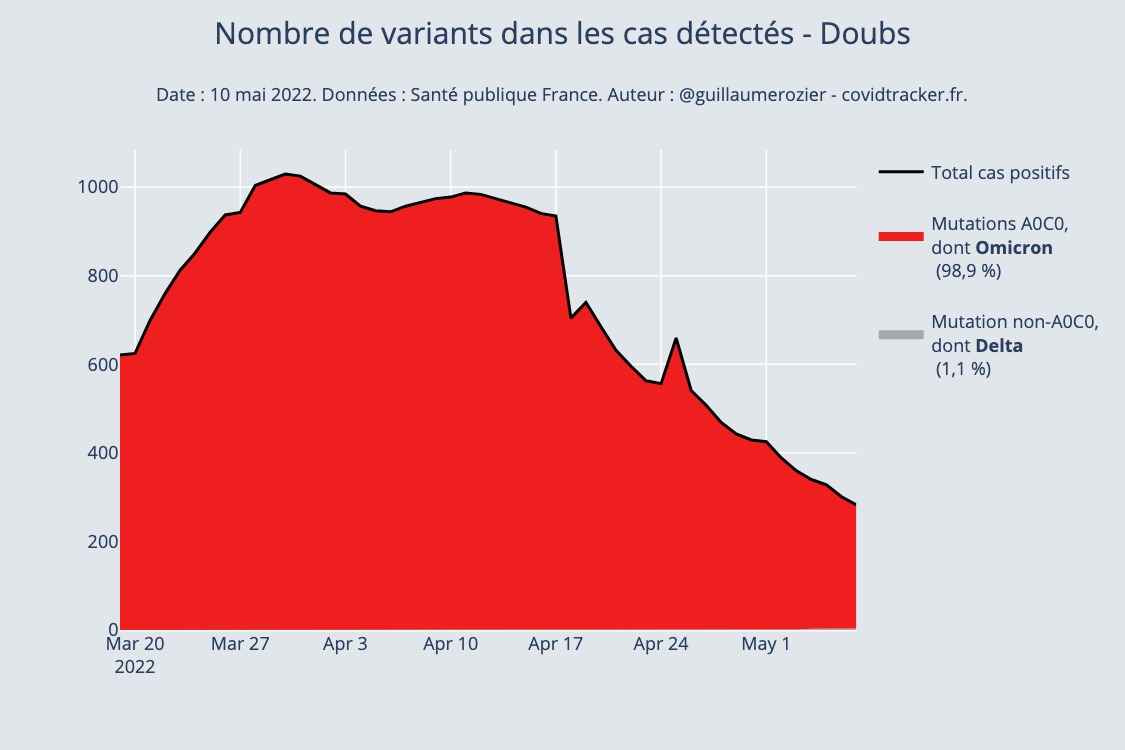 Nombre de variants dans les cas détectés - Doubs
Date : 10 mai 2022. Données : Santé publique France. Auteur : @guillaumerozier - covidtracker.fr.
1000
800
600
400
200
0
Mar 20
2022
Mar 27
Apr 3
Apr 10
Apr 17
Apr 24
May 1
Total cas positifs
Mutations A0C0,
dont Omicron
(98,9 %)
Mutation non-A0C0,
dont Delta
(1,1 %)